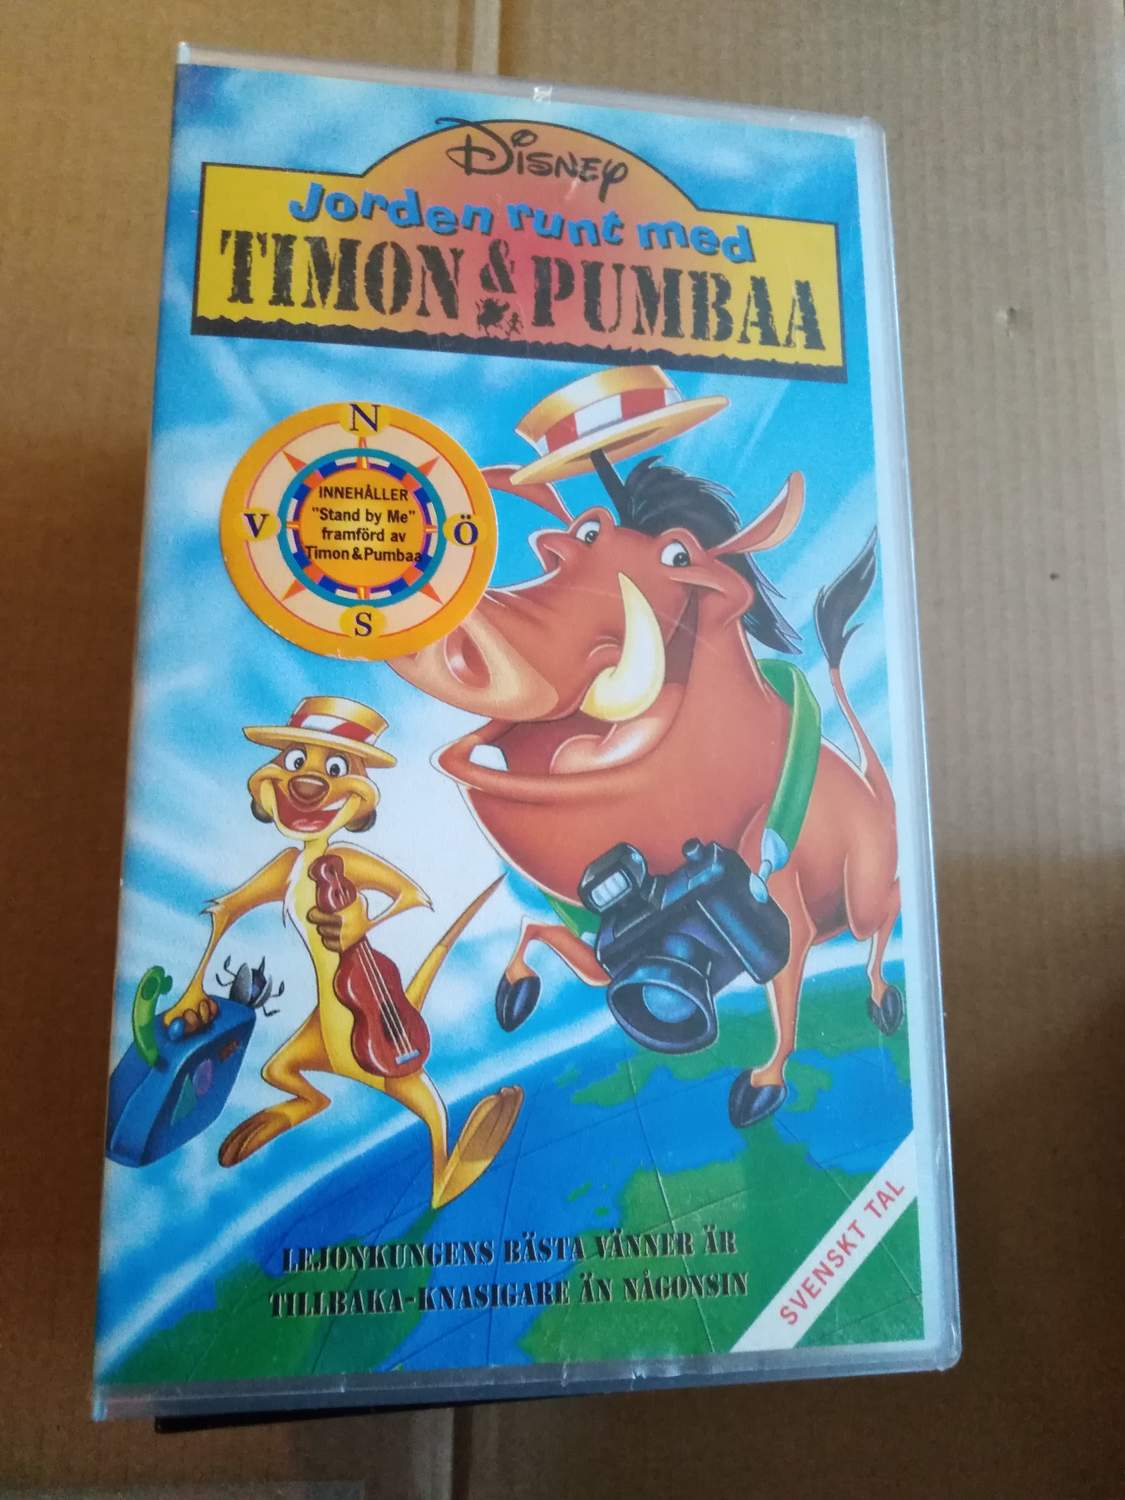 DISNEY
Jorden runt med
TIMON & PUMBAA
N
V
Ö
S
INNEHÅLLER
"Stand by Me"
framförd av
Timon & Pumbaa
LEJONKUNGENS BÄSTA VÄNNER ÄR
TILLBAKA-KNASIGARE ÄN NÅGONSIN
SVENSKT TAL